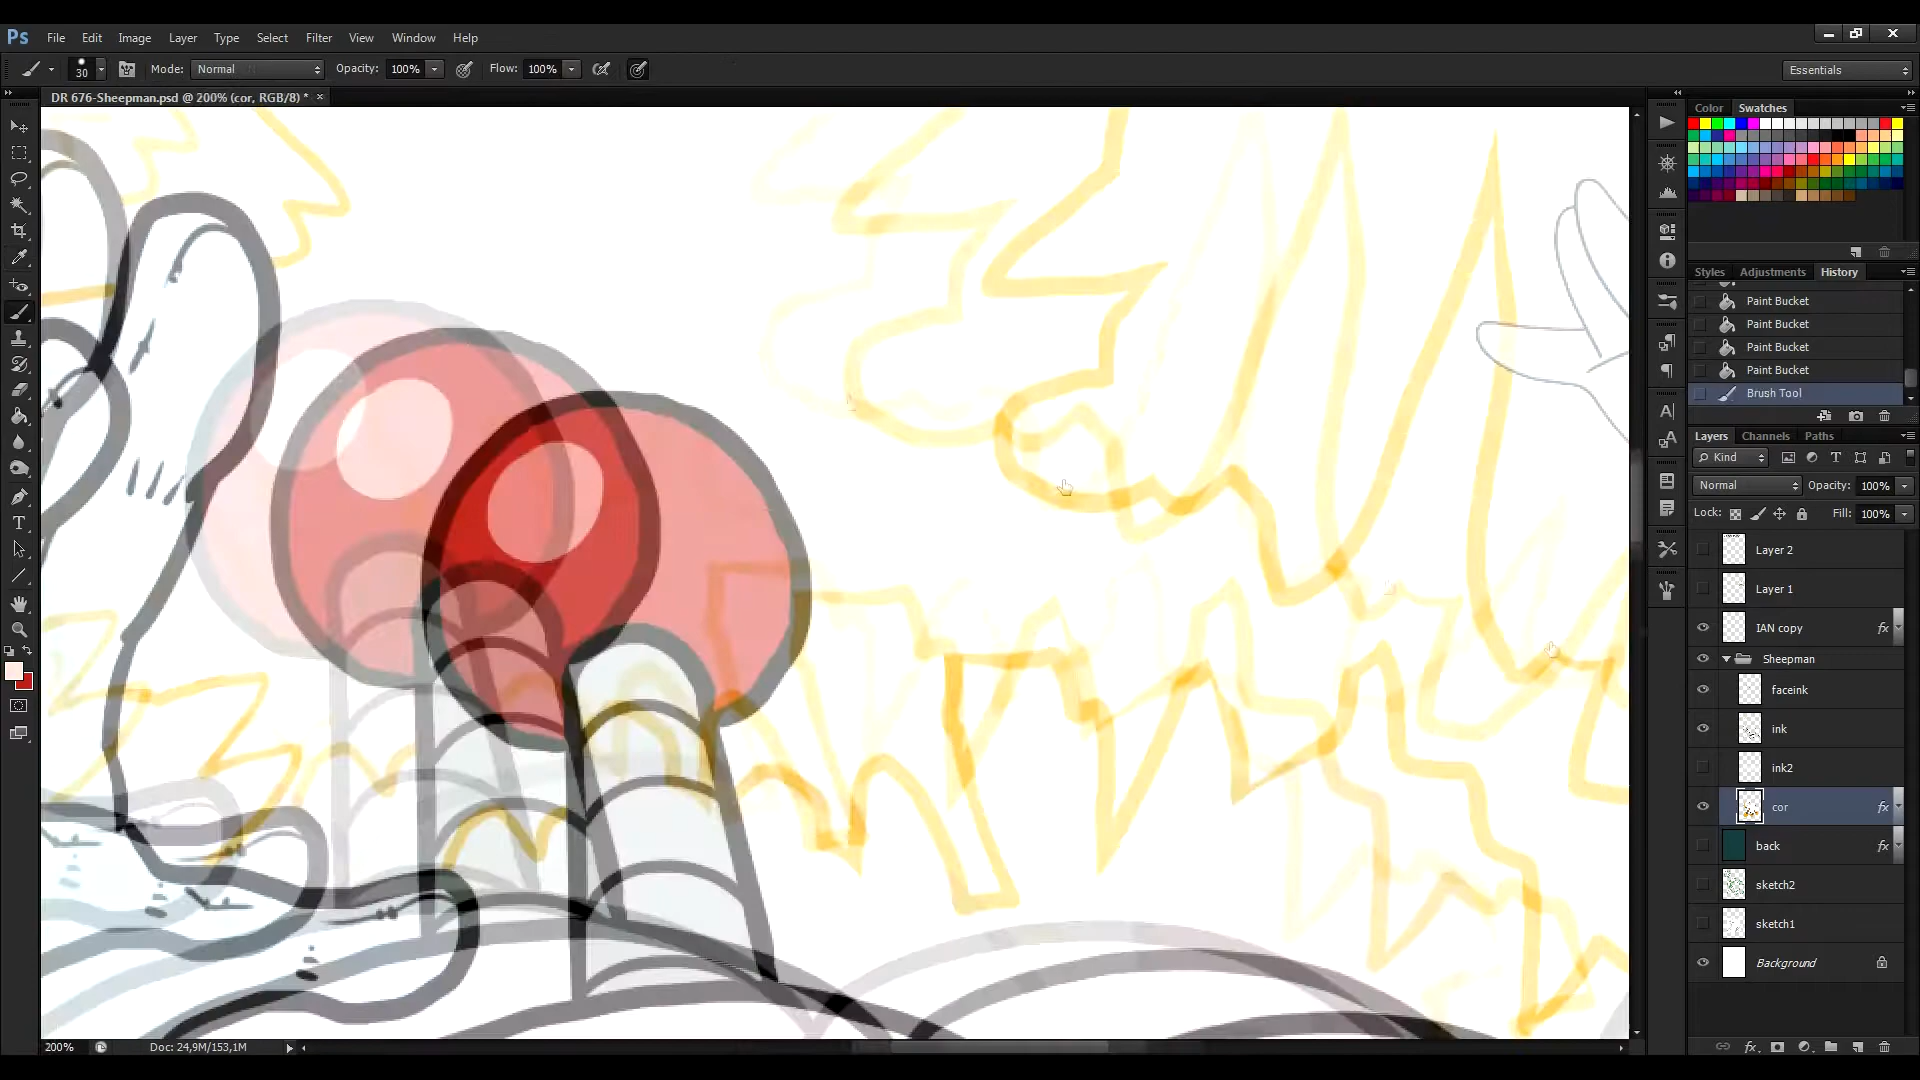 Ps File Edit Image Layer Type Select Filter View Window Help
30 Mode: Normal Opacity: 100% Flow: 100% Essentials
DR 676-Sheepman.psd @ 200% (cor, RGB/8) * ×
Color Swatches
Styles Adjustments History
Paint Bucket
Paint Bucket
Paint Bucket
Paint Bucket
Brush Tool
Layers Channels Paths
Kind
Normal Opacity: 100%
Lock: Fill: 100%
Layer 2
Layer 1
IAN copy fx
Sheepman
faceink
ink
ink2
cor fx
back fx
sketch2
sketch1
Background
200% Doc: 24,9M/153,1M